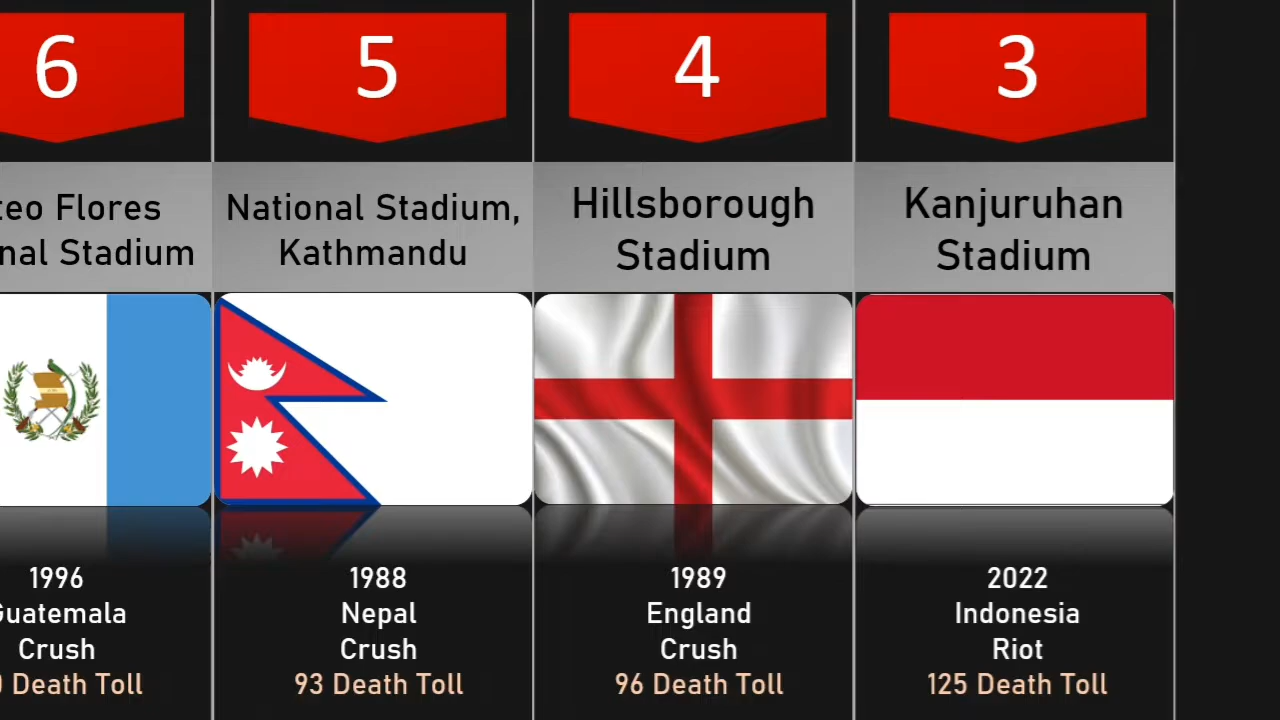 6
5
4
3
teo Flores
nal Stadium
National Stadium,
Kathmandu
Hillsborough
Stadium
Kanjuruhan
Stadium
1996
Guatemala
Crush
Death Toll
1988
Nepal
Crush
93 Death Toll
1989
England
Crush
96 Death Toll
2022
Indonesia
Riot
125 Death Toll